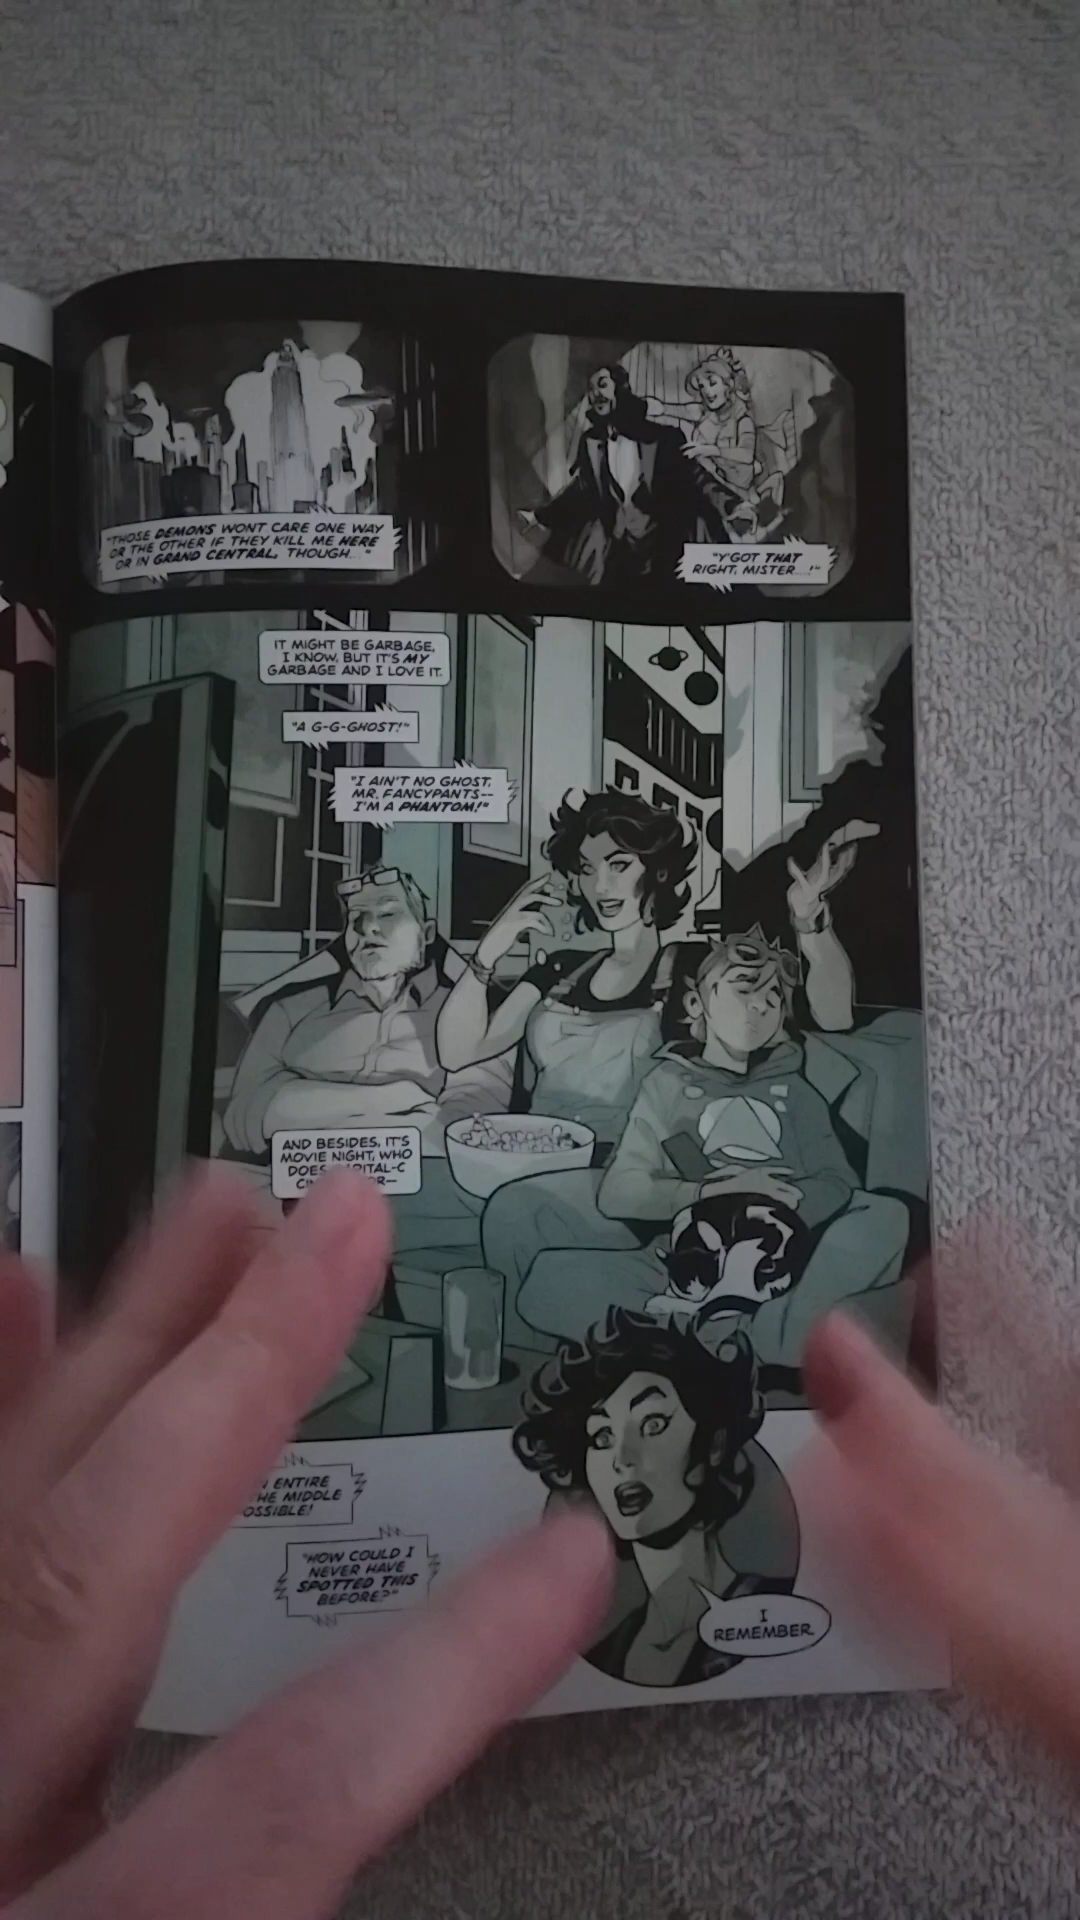 "THOSE DEMONS WONT CARE ONE WAY
OR THE OTHER IF THEY KILL ME HERE
OR IN GRAND CENTRAL, THOUGH..."
"Y'GOT THAT
RIGHT, MISTER...!"
IT MIGHT BE GARBAGE,
I KNOW, BUT IT'S MY
GARBAGE AND I LOVE IT.
"A G-G-GHOST!"
"I AIN'T NO GHOST,
MR. FANCYPANTS--
I'M A PHANTOM!"
AND BESIDES, IT'S
MOVIE NIGHT, WHO
DOES CAPITAL-C
ENTIRE
THE MIDDLE
"HOW COULD I
NEVER HAVE
SPOTTED THIS
BEFORE?"
I
REMEMBER.